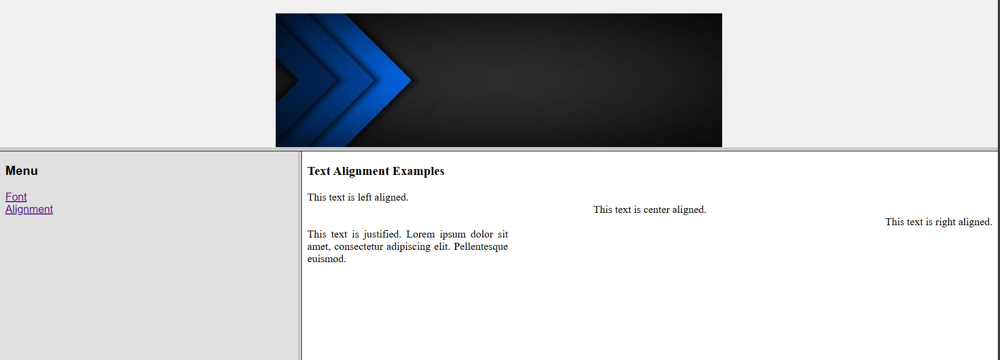 Menu
Font
Alignment
Text Alignment Examples
This text is left aligned.
This text is center aligned.
This text is right aligned.
This text is justified. Lorem ipsum dolor sit
amet, consectetur adipiscing elit. Pellentesque
euismod.